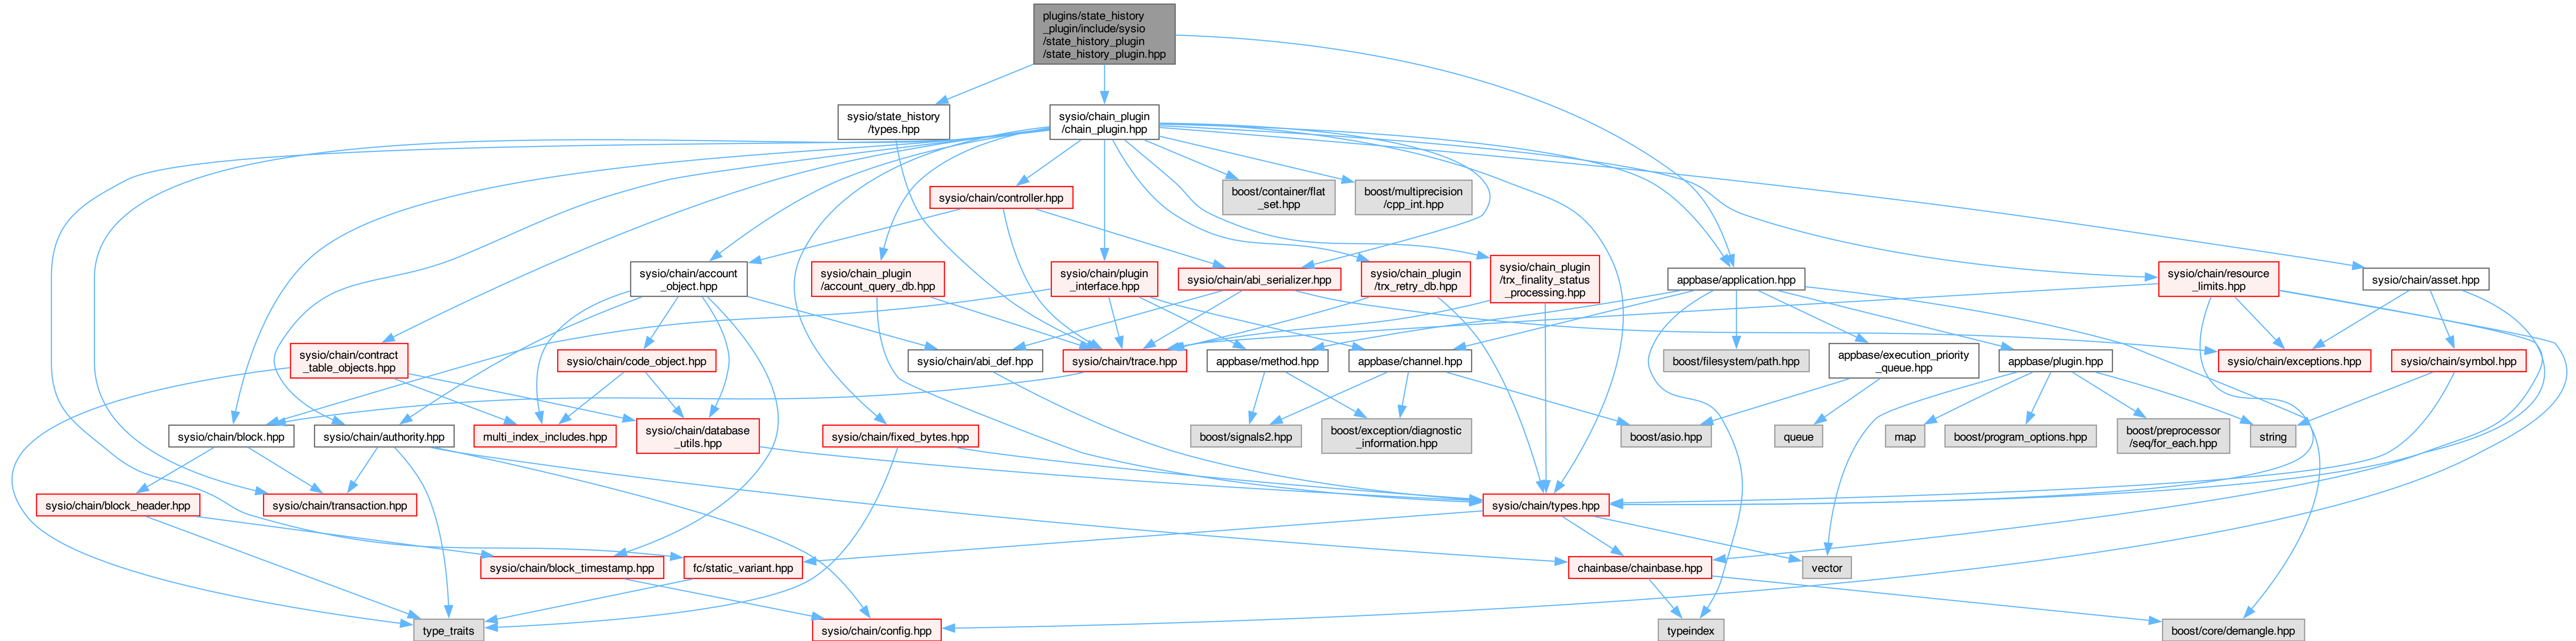 plugins/state_history
_plugin/include/sysio
/state_history_plugin
/state_history_plugin.hpp
sysio/state_history
/types.hpp
sysio/chain_plugin
/chain_plugin.hpp
sysio/chain/controller.hpp
boost/container/flat
_set.hpp
boost/multiprecision
/cpp_int.hpp
sysio/chain/account
_object.hpp
sysio/chain_plugin
/account_query_db.hpp
sysio/chain/plugin
_interface.hpp
sysio/chain/abi_serializer.hpp
sysio/chain_plugin
/trx_retry_db.hpp
sysio/chain_plugin
/trx_finality_status
_processing.hpp
appbase/application.hpp
sysio/chain/resource
_limits.hpp
sysio/chain/asset.hpp
sysio/chain/contract
_table_objects.hpp
sysio/chain/code_object.hpp
sysio/chain/abi_def.hpp
sysio/chain/trace.hpp
appbase/method.hpp
appbase/channel.hpp
boost/filesystem/path.hpp
appbase/execution_priority
_queue.hpp
appbase/plugin.hpp
sysio/chain/exceptions.hpp
sysio/chain/symbol.hpp
sysio/chain/block.hpp
sysio/chain/authority.hpp
multi_index_includes.hpp
sysio/chain/database
_utils.hpp
sysio/chain/fixed_bytes.hpp
boost/signals2.hpp
boost/exception/diagnostic
_information.hpp
boost/asio.hpp
queue
map
boost/program_options.hpp
boost/preprocessor
/seq/for_each.hpp
string
sysio/chain/block_header.hpp
sysio/chain/transaction.hpp
sysio/chain/types.hpp
sysio/chain/block_timestamp.hpp
fc/static_variant.hpp
chainbase/chainbase.hpp
vector
type_traits
sysio/chain/config.hpp
typeindex
boost/core/demangle.hpp